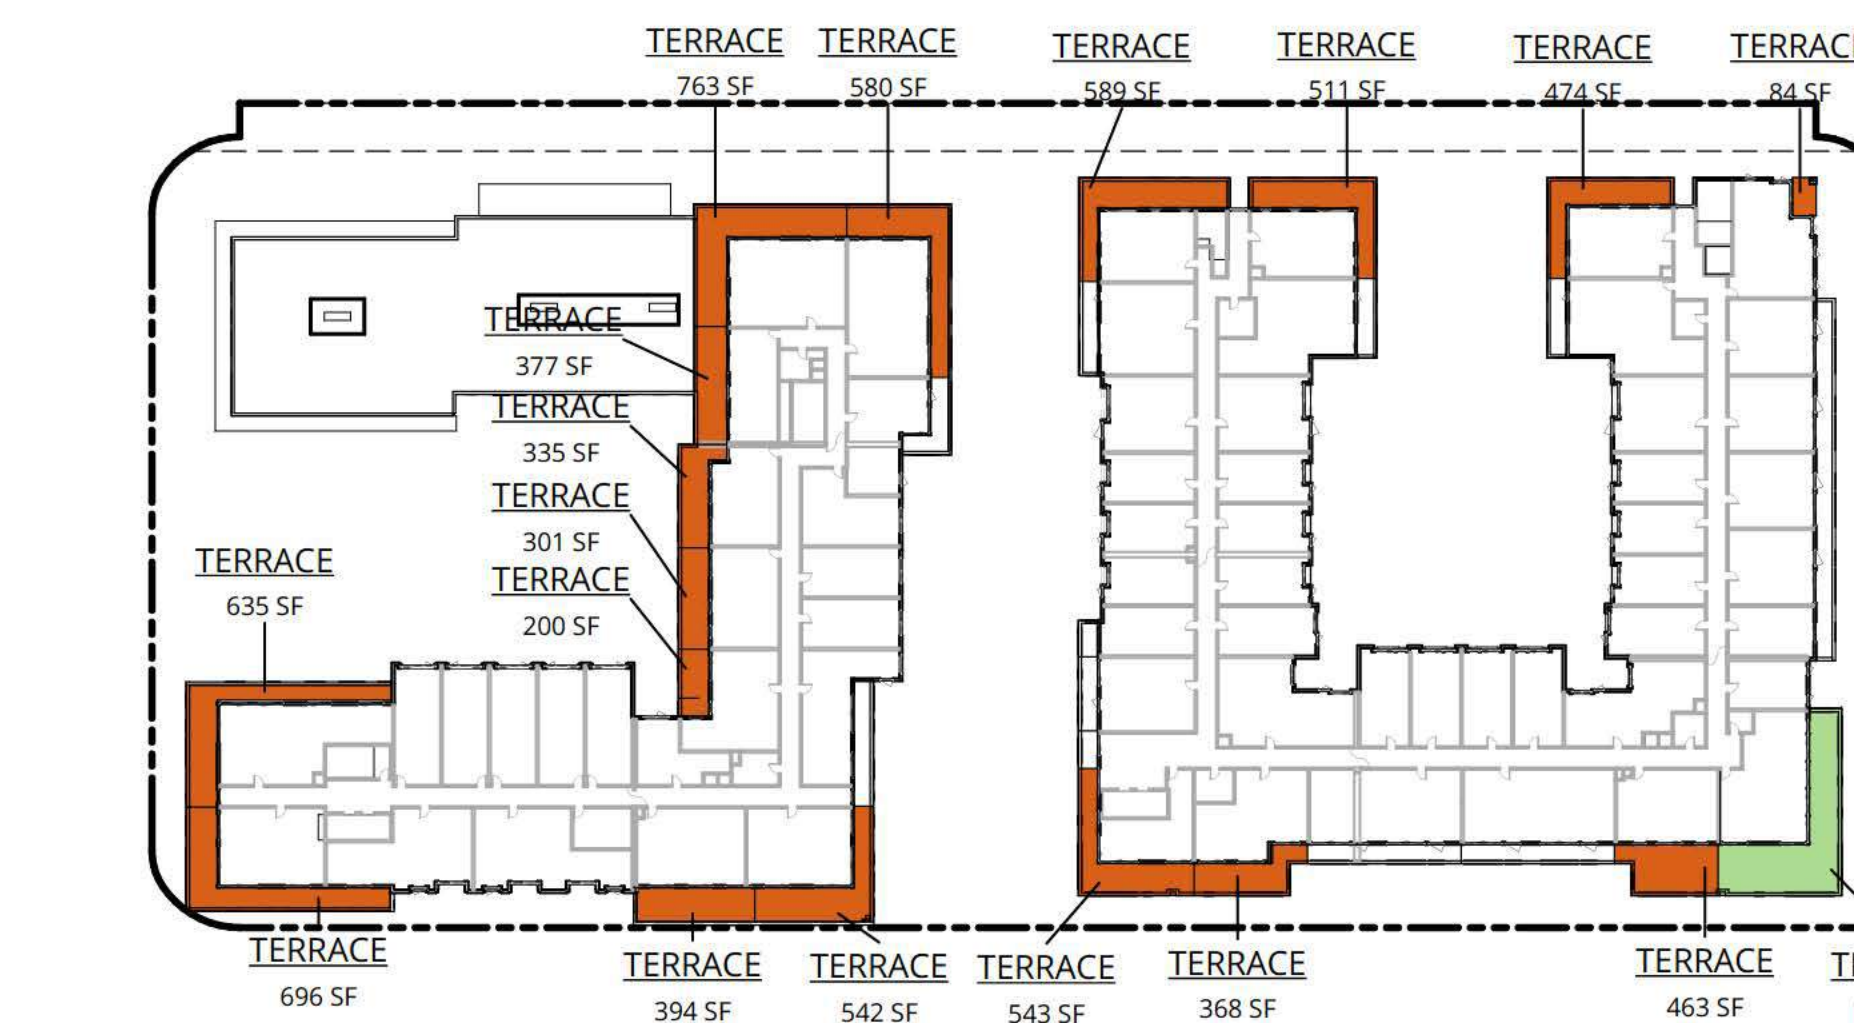 TERRACE
763 SF
TERRACE
580 SF
TERRACE
589 SF
TERRACE
511 SF
TERRACE
474 SF
TERRAC
84 SF
TERRACE
377 SF
TERRACE
335 SF
TERRACE
301 SF
TERRACE
200 SF
TERRACE
635 SF
TERRACE
696 SF
TERRACE
394 SF
TERRACE
542 SF
TERRACE
543 SF
TERRACE
368 SF
TERRACE
463 SF